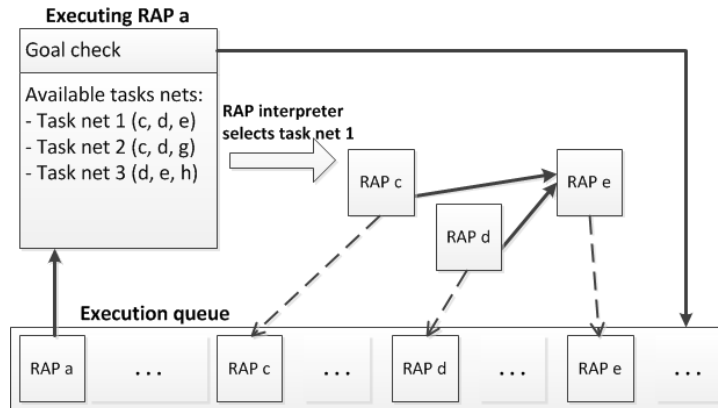 Executing RAP a
Goal check
Available tasks nets:
- Task net 1 (c, d, e)
- Task net 2 (c, d, g)
- Task net 3 (d, e, h)
RAP interpreter
selects task net 1
RAP c
RAP e
RAP d
Execution queue
RAP a
...
RAP c
...
RAP d
...
RAP e
...